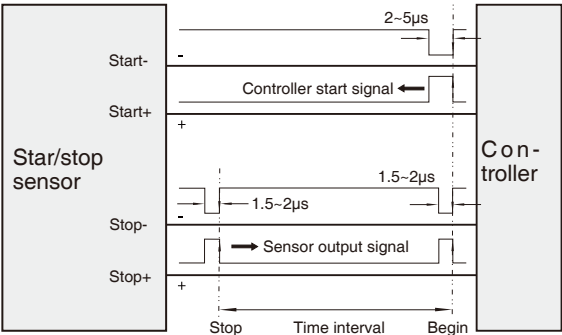 2~5µs
-
Start-
Controller start signal
Start+
+
Star/stop
sensor
Con-
troller
1.5~2µs
1.5~2µs
-
Stop-
Sensor output signal
Stop+
+
Stop
Time interval
Begin